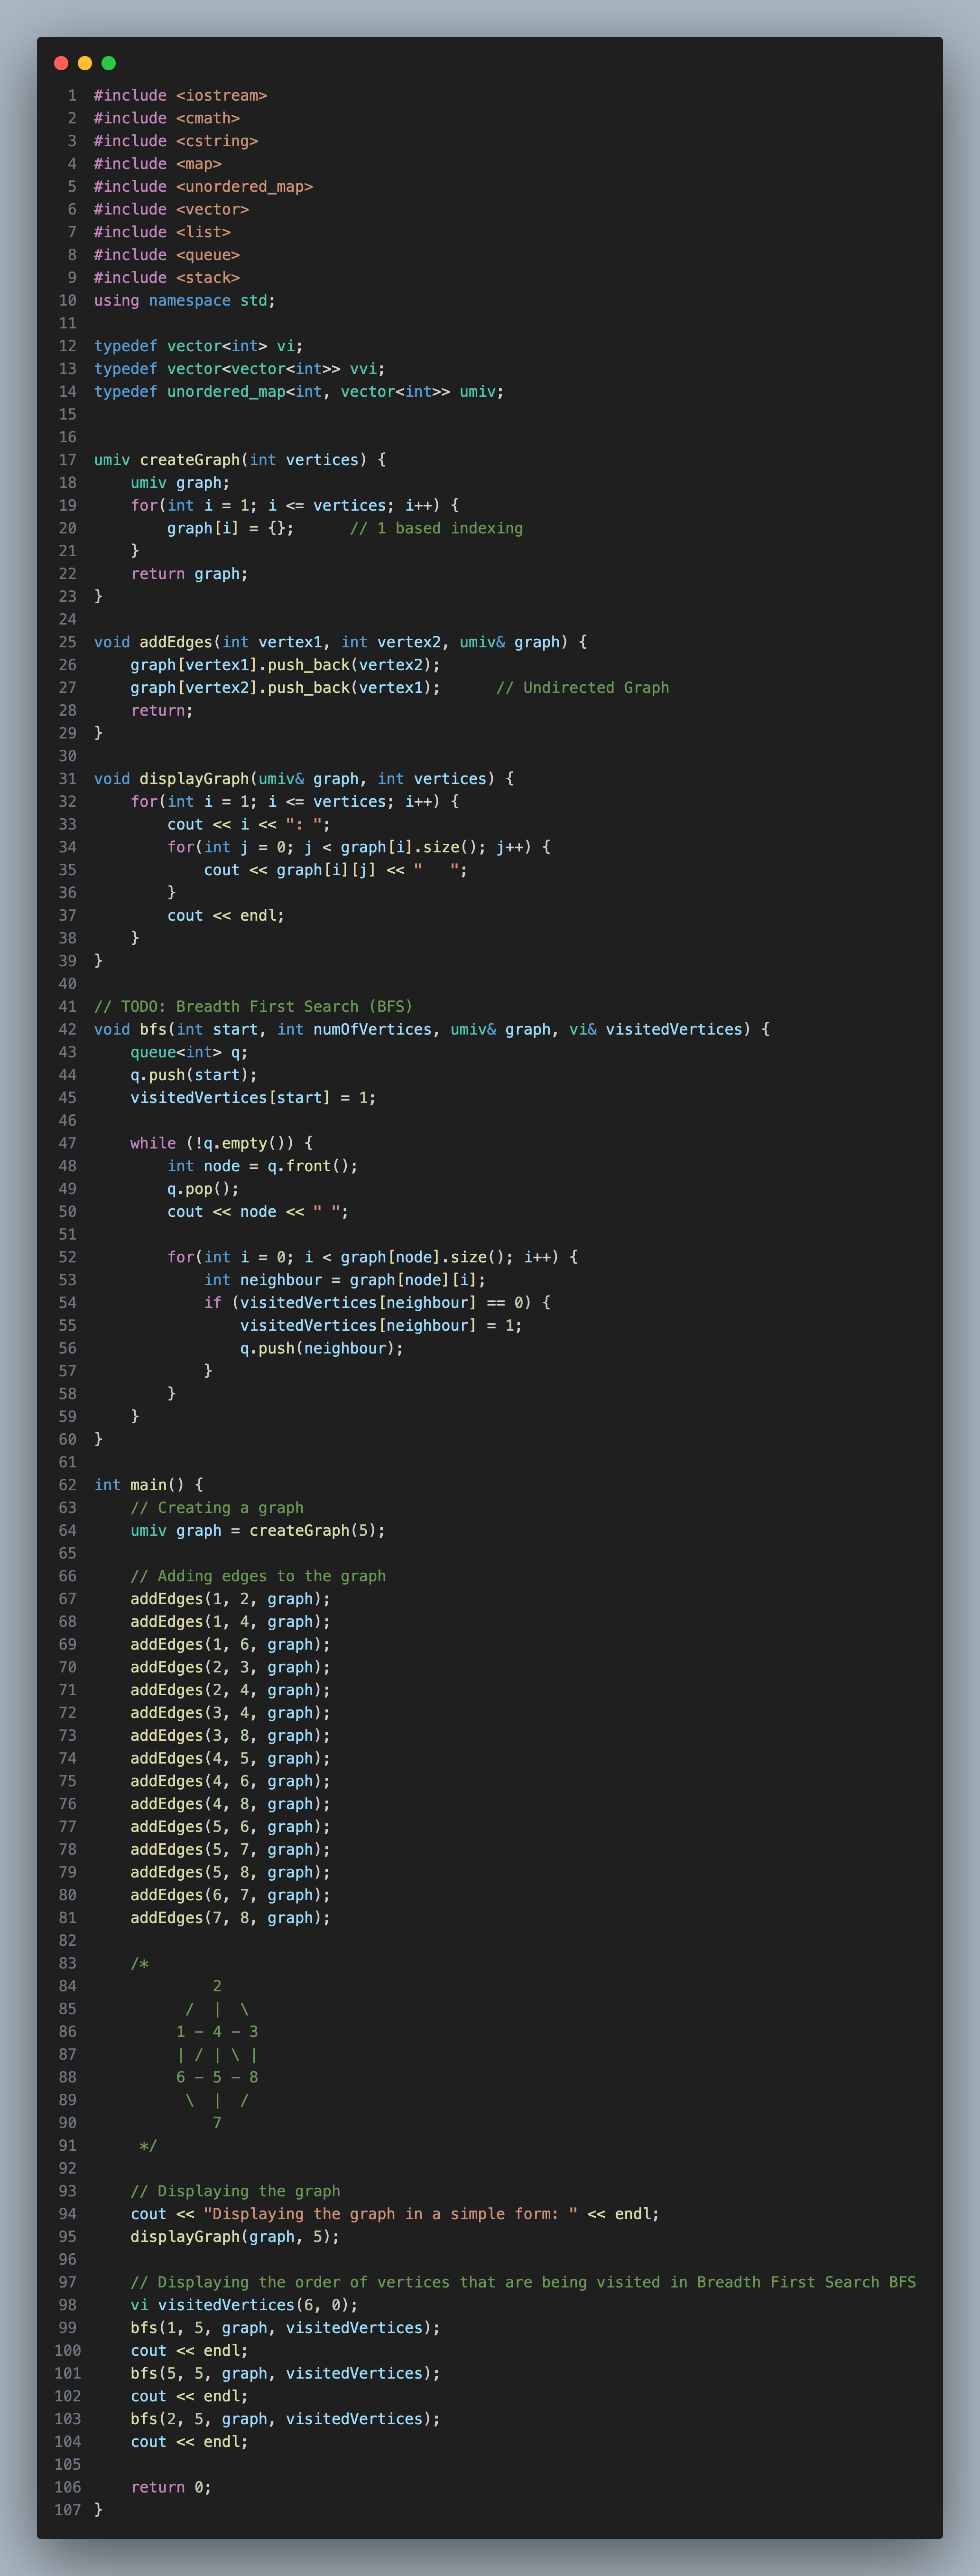 1 #include <iostream>
2 #include <cmath>
3 #include <cstring>
4 #include <map>
5 #include <unordered_map>
6 #include <vector>
7 #include <list>
8 #include <queue>
9 #include <stack>
10 using namespace std;
11
12 typedef vector<int> vi;
13 typedef vector<vector<int>> vvi;
14 typedef unordered_map<int, vector<int>> umiv;
15
16
17 umiv createGraph(int vertices) {
18     umiv graph;
19     for(int i = 1; i <= vertices; i++) {
20         graph[i] = {};      // 1 based indexing
21     }
22     return graph;
23 }
24
25 void addEdges(int vertex1, int vertex2, umiv& graph) {
26     graph[vertex1].push_back(vertex2);
27     graph[vertex2].push_back(vertex1);      // Undirected Graph
28     return;
29 }
30
31 void displayGraph(umiv& graph, int vertices) {
32     for(int i = 1; i <= vertices; i++) {
33         cout << i << ": ";
34         for(int j = 0; j < graph[i].size(); j++) {
35             cout << graph[i][j] << "   ";
36         }
37         cout << endl;
38     }
39 }
40
41 // TODO: Breadth First Search (BFS)
42 void bfs(int start, int numOfVertices, umiv& graph, vi& visitedVertices) {
43     queue<int> q;
44     q.push(start);
45     visitedVertices[start] = 1;
46
47     while (!q.empty()) {
48         int node = q.front();
49         q.pop();
50         cout << node << " ";
51
52         for(int i = 0; i < graph[node].size(); i++) {
53             int neighbour = graph[node][i];
54             if (visitedVertices[neighbour] == 0) {
55                 visitedVertices[neighbour] = 1;
56                 q.push(neighbour);
57             }
58         }
59     }
60 }
61
62 int main() {
63     // Creating a graph
64     umiv graph = createGraph(5);
65
66     // Adding edges to the graph
67     addEdges(1, 2, graph);
68     addEdges(1, 4, graph);
69     addEdges(1, 6, graph);
70     addEdges(2, 3, graph);
71     addEdges(2, 4, graph);
72     addEdges(3, 4, graph);
73     addEdges(3, 8, graph);
74     addEdges(4, 5, graph);
75     addEdges(4, 6, graph);
76     addEdges(4, 8, graph);
77     addEdges(5, 6, graph);
78     addEdges(5, 7, graph);
79     addEdges(5, 8, graph);
80     addEdges(6, 7, graph);
81     addEdges(7, 8, graph);
82
83     /*
84              2
85           /  |  \
86          1 - 4 - 3
87          | / | \ |
88          6 - 5 - 8
89           \  |  /
90              7
91      */
92
93     // Displaying the graph
94     cout << "Displaying the graph in a simple form: " << endl;
95     displayGraph(graph, 5);
96
97     // Displaying the order of vertices that are being visited in Breadth First Search BFS
98     vi visitedVertices(6, 0);
99     bfs(1, 5, graph, visitedVertices);
100     cout << endl;
101     bfs(5, 5, graph, visitedVertices);
102     cout << endl;
103     bfs(2, 5, graph, visitedVertices);
104     cout << endl;
105
106     return 0;
107 }